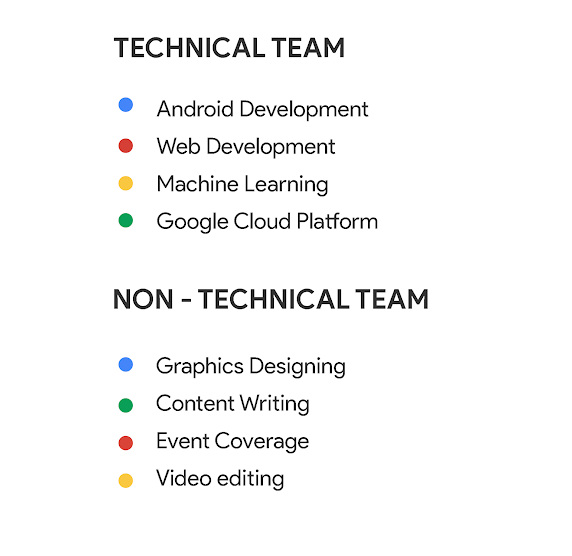 TECHNICAL TEAM
Android Development
Web Development
Machine Learning
Google Cloud Platform
NON - TECHNICAL TEAM
Graphics Designing
Content Writing
Event Coverage
Video editing